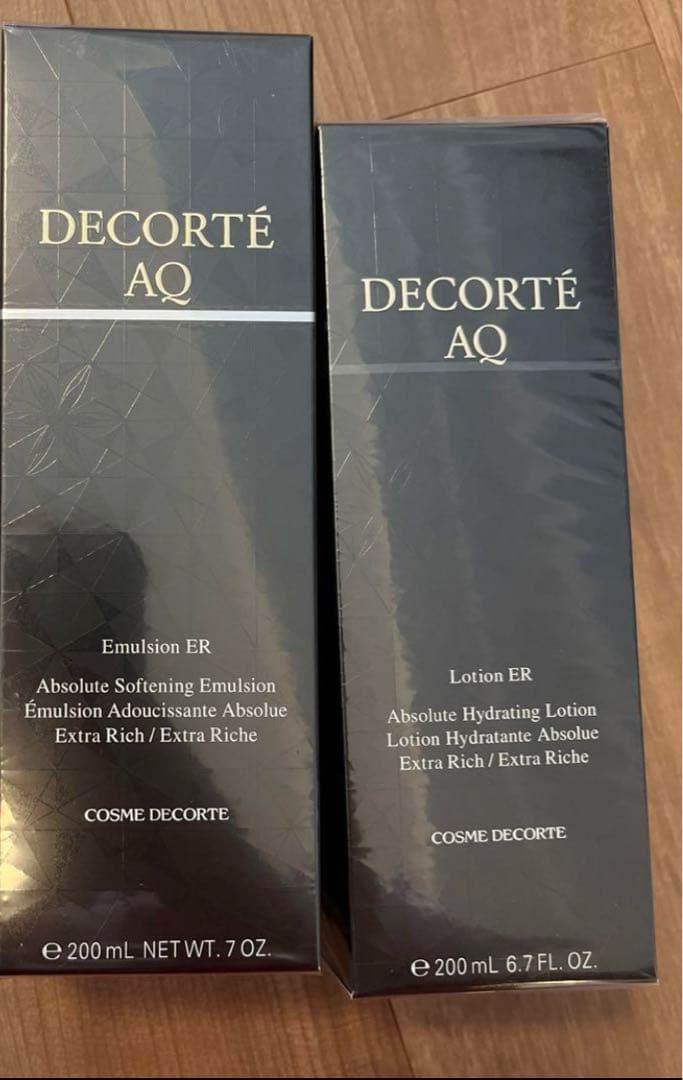 DECORTÉ
AQ
Emulsion ER
Absolute Softening Emulsion
Émulsion Adoucissante Absolue
Extra Rich / Extra Riche
COSME DECORTE
℮ 200 mL NET WT. 7 OZ.
DECORTÉ
AQ
Lotion ER
Absolute Hydrating Lotion
Lotion Hydratante Absolue
Extra Rich / Extra Riche
COSME DECORTE
℮ 200 mL 6.7 FL. OZ.